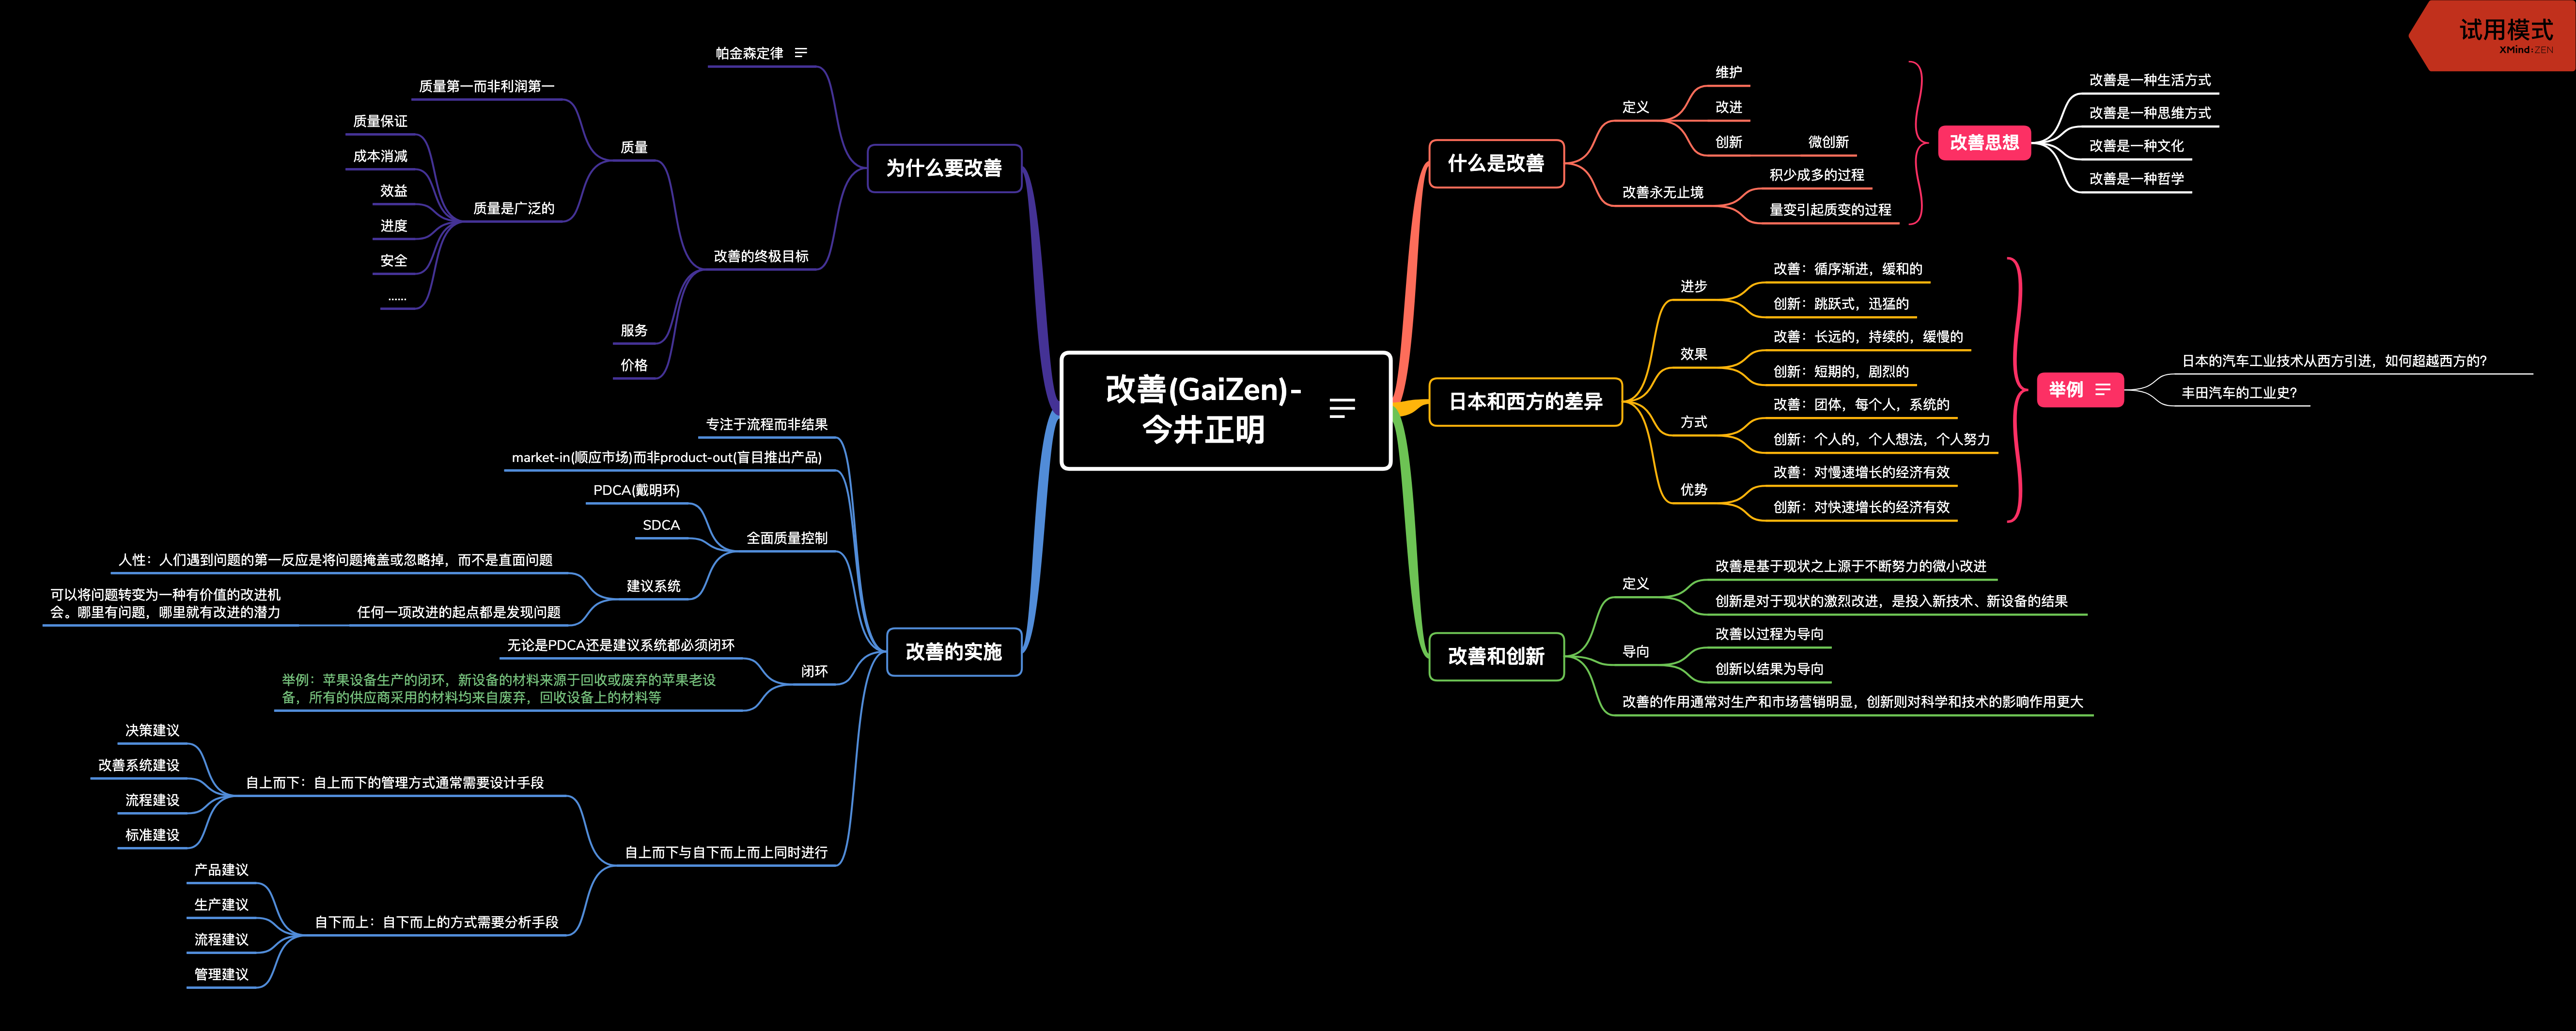 试用模式
XMind:ZEN
改善(GaiZen)-
今井正明
什么是改善
定义
维护
改进
创新
微创新
改善永无止境
积少成多的过程
量变引起质变的过程
改善思想
改善是一种生活方式
改善是一种思维方式
改善是一种文化
改善是一种哲学
日本和西方的差异
进步
改善：循序渐进，缓和的
创新：跳跃式，迅猛的
效果
改善：长远的，持续的，缓慢的
创新：短期的，剧烈的
方式
改善：团体，每个人，系统的
创新：个人的，个人想法，个人努力
优势
改善：对慢速增长的经济有效
创新：对快速增长的经济有效
举例
日本的汽车工业技术从西方引进，如何超越西方的？
丰田汽车的工业史？
改善和创新
定义
改善是基于现状之上源于不断努力的微小改进
创新是对于现状的激烈改进，是投入新技术、新设备的结果
导向
改善以过程为导向
创新以结果为导向
改善的作用通常对生产和市场营销明显，创新则对科学和技术的影响作用更大
为什么要改善
帕金森定律
改善的终极目标
质量
质量第一而非利润第一
质量是广泛的
质量保证
成本消减
效益
进度
安全
......
服务
价格
改善的实施
专注于流程而非结果
market-in(顺应市场)而非product-out(盲目推出产品)
全面质量控制
PDCA(戴明环)
SDCA
建议系统
人性：人们遇到问题的第一反应是将问题掩盖或忽略掉，而不是直面问题
任何一项改进的起点都是发现问题
可以将问题转变为一种有价值的改进机
会。哪里有问题，哪里就有改进的潜力
闭环
无论是PDCA还是建议系统都必须闭环
举例：苹果设备生产的闭环，新设备的材料来源于回收或废弃的苹果老设
备，所有的供应商采用的材料均来自废弃，回收设备上的材料等
自上而下与自下而上而上同时进行
自上而下：自上而下的管理方式通常需要设计手段
决策建议
改善系统建设
流程建设
标准建设
自下而上：自下而上的方式需要分析手段
产品建议
生产建议
流程建议
管理建议